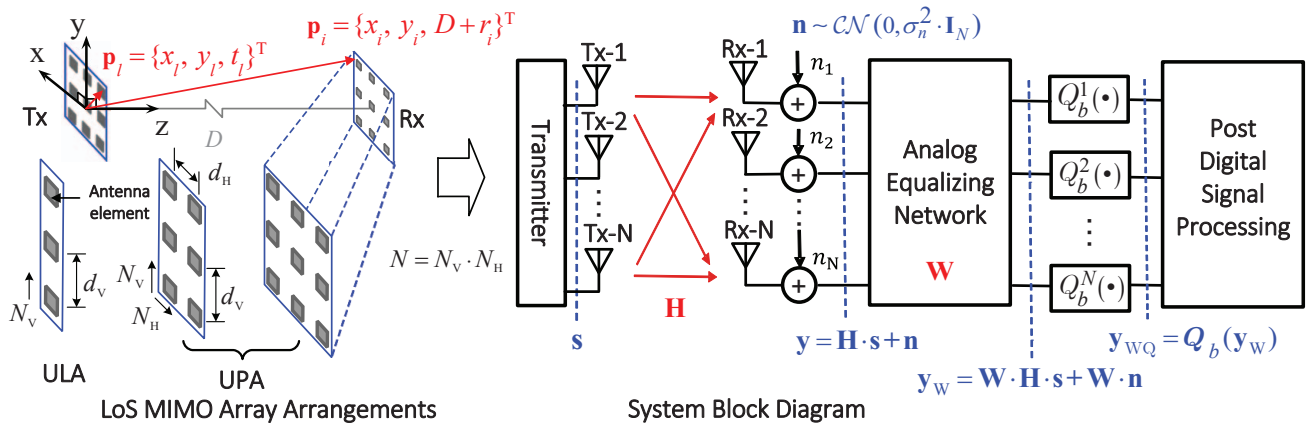 y
x
z
D
Tx
Rx
p_l = {x_l, y_l, t_l}^T
p_i = {x_i, y_i, D + r_i}^T
Antenna
element
d_H
d_V
N_V
N_V
N_H
d_V
N = N_V · N_H
ULA
UPA
LoS MIMO Array Arrangements
Transmitter
Tx-1
Tx-2
Tx-N
s
H
n ~ CN(0, σ_n^2 · I_N)
Rx-1
Rx-2
Rx-N
n_1
n_2
n_N
+
+
+
y = H · s + n
Analog
Equalizing
Network
W
y_W = W · H · s + W · n
Q_b^1(•)
Q_b^2(•)
Q_b^N(•)
y_WQ = Q_b(y_W)
Post
Digital
Signal
Processing
System Block Diagram